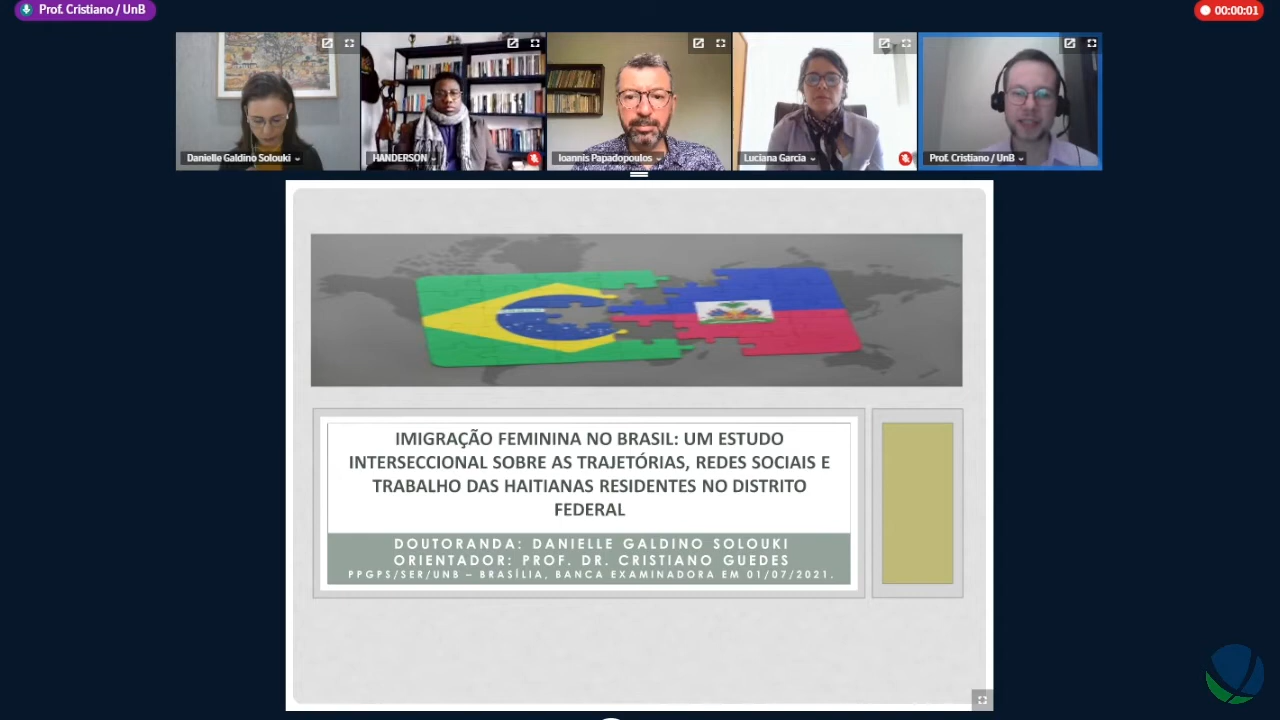 Prof. Cristiano / UnB
00:00:01
Danielle Galdino Solouki
HANDERSON
Ioannis Papadopoulos
Luciana Garcia
Prof. Cristiano / UnB
IMIGRAÇÃO FEMININA NO BRASIL: UM ESTUDO
INTERSECCIONAL SOBRE AS TRAJETÓRIAS, REDES SOCIAIS E
TRABALHO DAS HAITIANAS RESIDENTES NO DISTRITO
FEDERAL
DOUTORANDA: DANIELLE GALDINO SOLOUKI
ORIENTADOR: PROF. DR. CRISTIANO GUEDES
PPGPS/SER/UNB – BRASÍLIA, BANCA EXAMINADORA EM 01/07/2021.